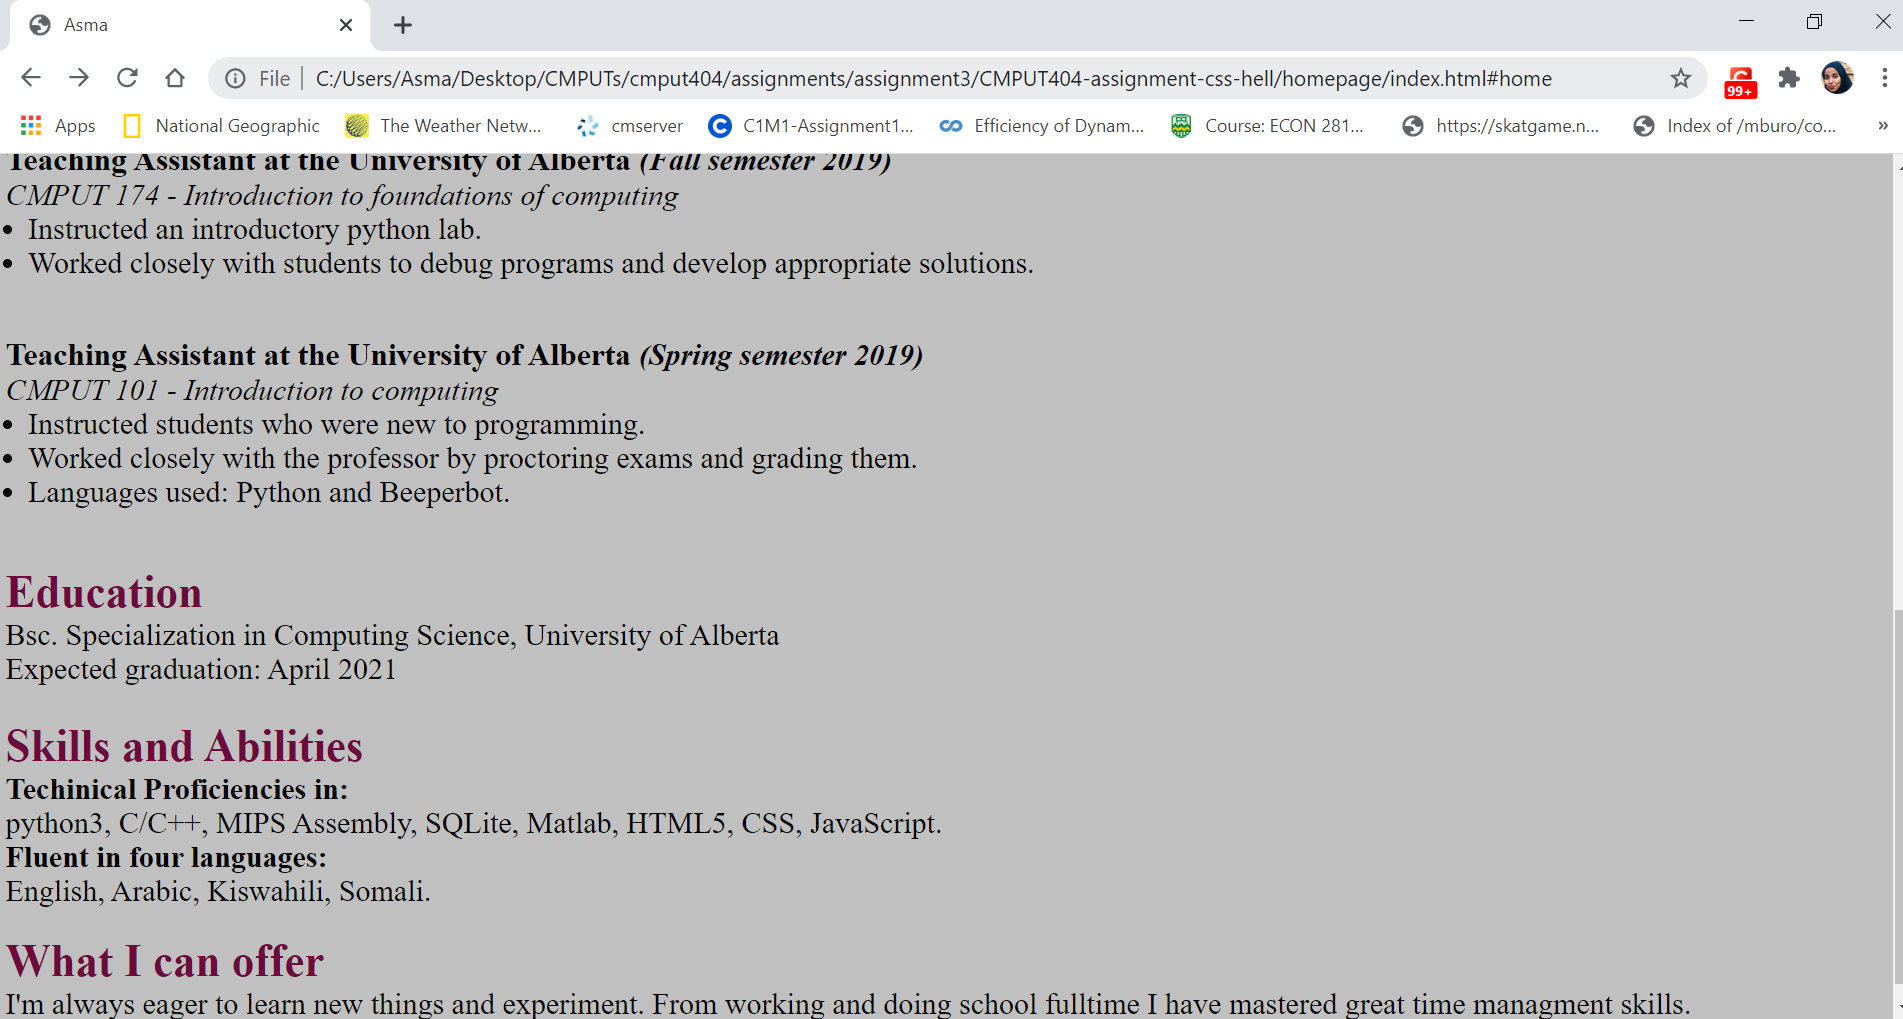 Asma
File
C:/Users/Asma/Desktop/CMPUTs/cmput404/assignments/assignment3/CMPUT404-assignment-css-hell/homepage/index.html#home
99+
Apps
National Geographic
The Weather Netw...
cmserver
C1M1-Assignment1...
Efficiency of Dynam...
Course: ECON 281...
https://skatgame.n...
Index of /mburo/co...
»
Teaching Assistant at the University of Alberta (Fall semester 2019)
CMPUT 174 - Introduction to foundations of computing
• Instructed an introductory python lab.
• Worked closely with students to debug programs and develop appropriate solutions.
Teaching Assistant at the University of Alberta (Spring semester 2019)
CMPUT 101 - Introduction to computing
• Instructed students who were new to programming.
• Worked closely with the professor by proctoring exams and grading them.
• Languages used: Python and Beeperbot.
Education
Bsc. Specialization in Computing Science, University of Alberta
Expected graduation: April 2021
Skills and Abilities
Techinical Proficiencies in:
python3, C/C++, MIPS Assembly, SQLite, Matlab, HTML5, CSS, JavaScript.
Fluent in four languages:
English, Arabic, Kiswahili, Somali.
What I can offer
I'm always eager to learn new things and experiment. From working and doing school fulltime I have mastered great time managment skills.